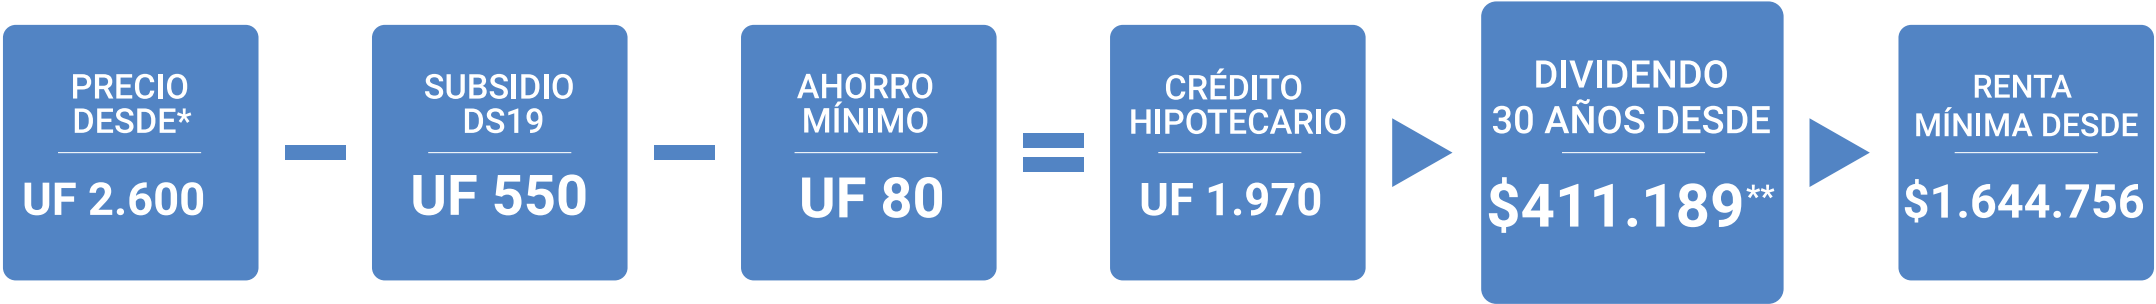 PRECIO
DESDE*
UF 2.600
SUBSIDIO
DS19
UF 550
AHORRO
MÍNIMO
UF 80
CRÉDITO
HIPOTECARIO
UF 1.970
DIVIDENDO
30 AÑOS DESDE
$411.189**
RENTA
MÍNIMA DESDE
$1.644.756